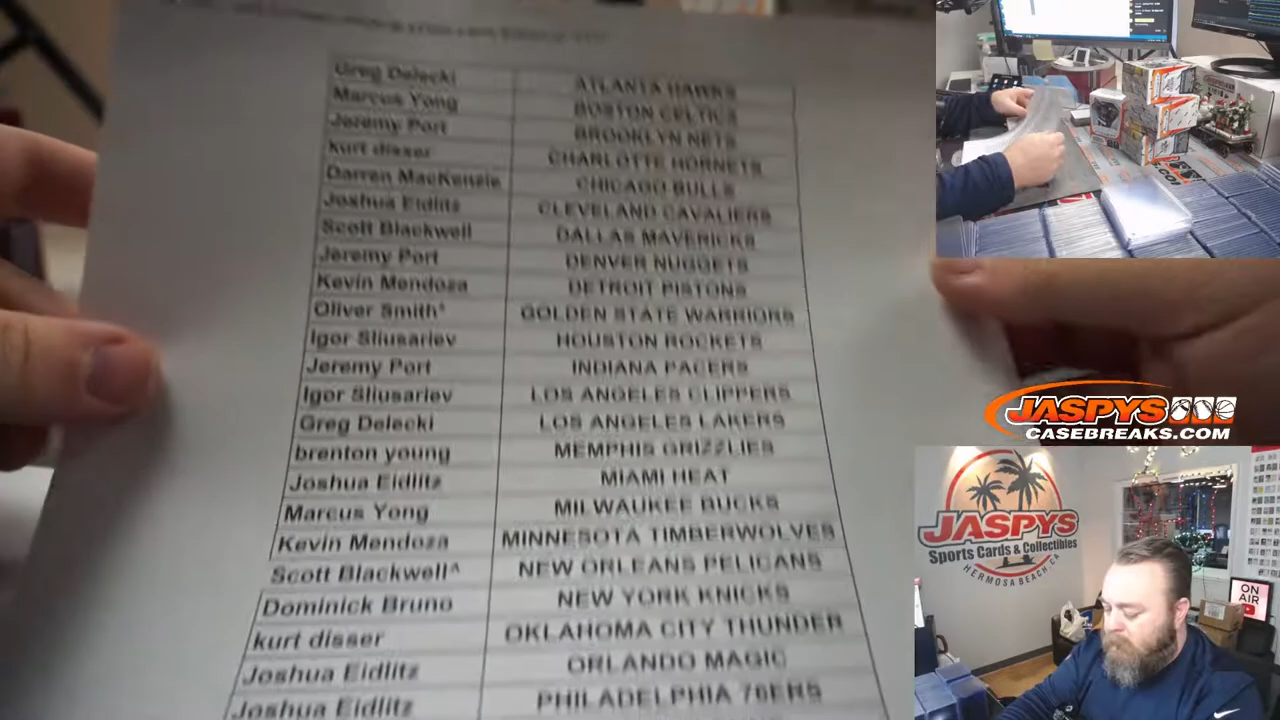 Greg Delecki ATLANTA HAWKS
Marcus Yong BOSTON CELTICS
Jeremy Port BROOKLYN NETS
kurt disser CHARLOTTE HORNETS
Darren MacKenzie CHICAGO BULLS
Joshua Eidlitz CLEVELAND CAVALIERS
Scott Blackwell DALLAS MAVERICKS
Jeremy Port DENVER NUGGETS
Kevin Mendoza DETROIT PISTONS
Oliver Smith^ GOLDEN STATE WARRIORS
Igor Sliusariev HOUSTON ROCKETS
Jeremy Port INDIANA PACERS
Igor Sliusariev LOS ANGELES CLIPPERS
Greg Delecki LOS ANGELES LAKERS
brenton young MEMPHIS GRIZZLIES
Joshua Eidlitz MIAMI HEAT
Marcus Yong MILWAUKEE BUCKS
Kevin Mendoza MINNESOTA TIMBERWOLVES
Scott Blackwell^ NEW ORLEANS PELICANS
Dominick Bruno NEW YORK KNICKS
kurt disser OKLAHOMA CITY THUNDER
Joshua Eidlitz ORLANDO MAGIC
Joshua Eidlitz PHILADELPHIA 76ERS
JASPYS
CASEBREAKS.COM
JASPYS
Sports Cards & Collectibles
HERMOSA BEACH, CA
ON
AIR
.COM
acer